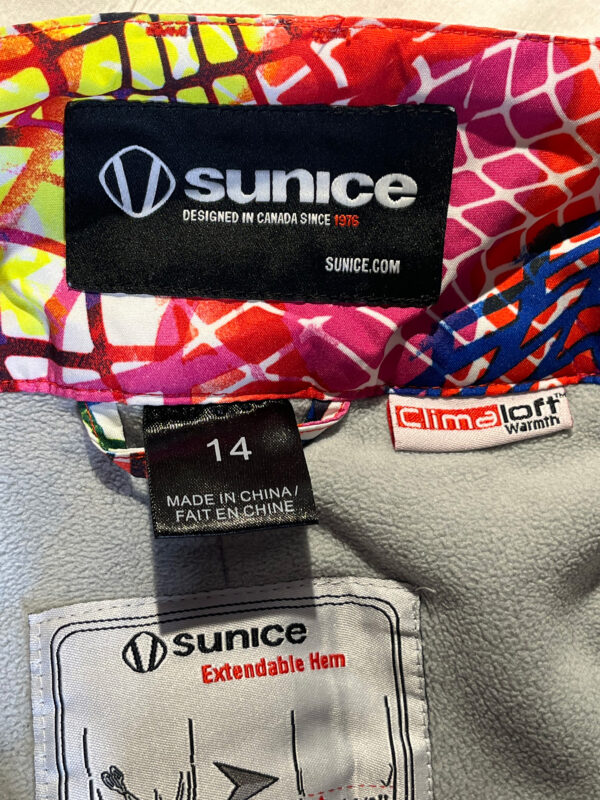 sunice
DESIGNED IN CANADA SINCE 1976
SUNICE.COM
Climaloft™
Warmth
14
MADE IN CHINA/
FAIT EN CHINE
sunice
Extendable Hem